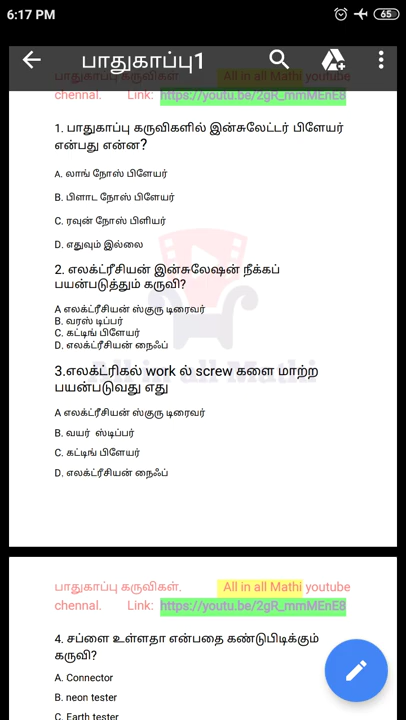 6:17 PM
65
பாதுகாப்பு1
பாதுகாப்பு கருவிகள் All in all Mathi youtube
chennal. Link: https://youtu.be/2gR_mmMEnE8
1. பாதுகாப்பு கருவிகளில் இன்சுலேட்டர் பிளேயர்
என்பது என்ன?
A. லாங் நோஸ் பிளேயர்
B. பிளாட நோஸ் பிளேயர்
C. ரவுன் நோஸ் பிளியர்
D. எதுவும் இல்லை
2. எலக்ட்ரீசியன் இன்சுலேஷன் நீக்கப்
பயன்படுத்தும் கருவி?
A எலக்ட்ரீசியன் ஸ்குரு டிரைவர்
B. வரஸ் டிப்பர்
C. கட்டிங் பிளேயர்
D. எலக்ட்ரீசியன் நைஃப்
All in all Mathi
3.எலக்ட்ரிகல் work ல் screw களை மாற்ற
பயன்படுவது எது
A எலக்ட்ரீசியன் ஸ்குரு டிரைவர்
B. வயர் ஸ்டிப்பர்
C. கட்டிங் பிளேயர்
D. எலக்ட்ரீசியன் நைஃப்
பாதுகாப்பு கருவிகள். All in all Mathi youtube
chennal. Link: https://youtu.be/2gR_mmMEnE8
4. சப்ளை உள்ளதா என்பதை கண்டுபிடிக்கும்
கருவி?
A. Connector
B. neon tester
C. Earth tester